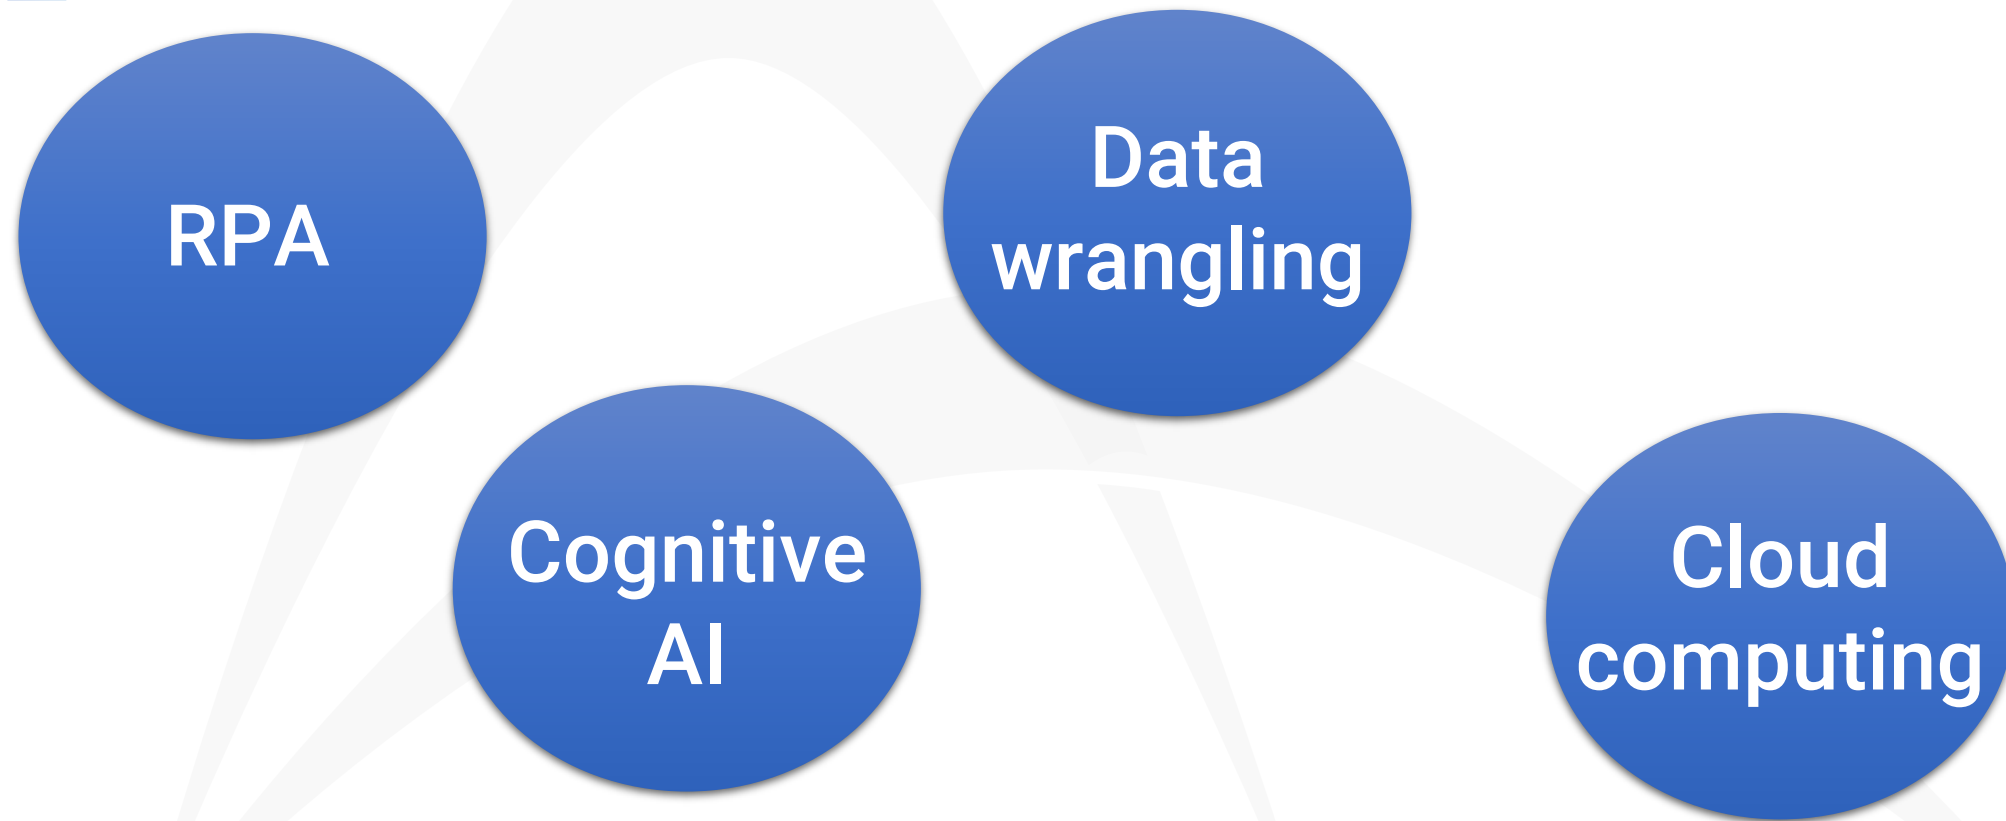 RPA
Cognitive
AI
Data
wrangling
Cloud
computing